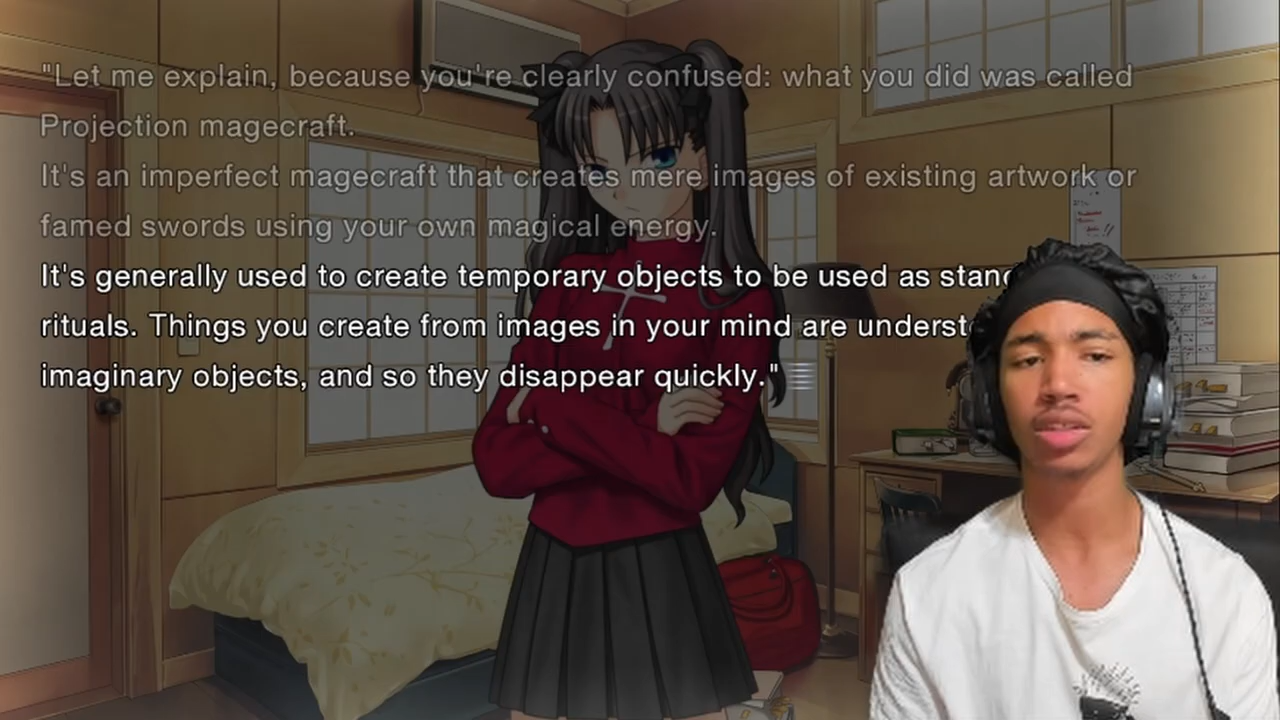 "Let me explain, because you're clearly confused: what you did was called
Projection magecraft.
It's an imperfect magecraft that creates mere images of existing artwork or
famed swords using your own magical energy.
It's generally used to create temporary objects to be used as
rituals. Things you create from images in your mind are
imaginary objects, and so they disappear quickly."